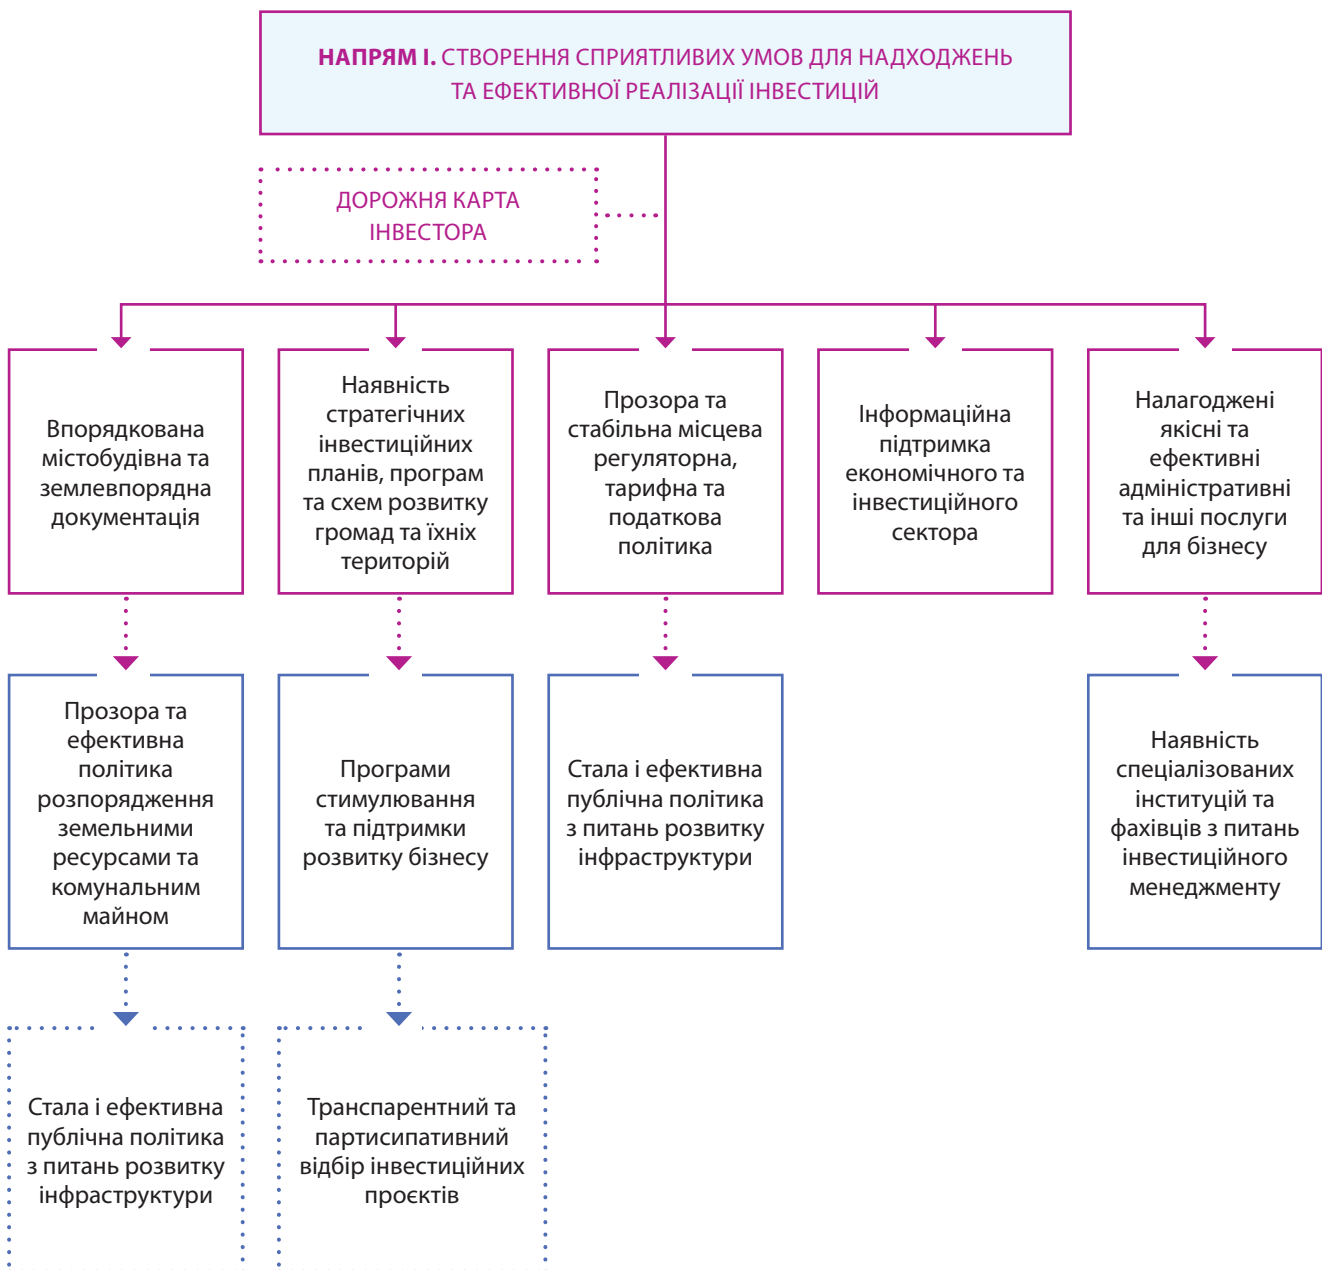 НАПРЯМ І. СТВОРЕННЯ СПРИЯТЛИВИХ УМОВ ДЛЯ НАДХОДЖЕНЬ
ТА ЕФЕКТИВНОЇ РЕАЛІЗАЦІЇ ІНВЕСТИЦІЙ
ДОРОЖНЯ КАРТА
ІНВЕСТОРА
Впорядкована
містобудівна та
землевпорядна
документація
Наявність
стратегічних
інвестиційних
планів, програм
та схем розвитку
громад та їхніх
територій
Прозора та
стабільна місцева
регуляторна,
тарифна та
податкова
політика
Інформаційна
підтримка
економічного та
інвестиційного
сектора
Налагоджені
якісні та
ефективні
адміністративні
та інші послуги
для бізнесу
Прозора та
ефективна
політика
розпорядження
земельними
ресурсами та
комунальним
майном
Програми
стимулювання
та підтримки
розвитку бізнесу
Стала і ефективна
публічна політика
з питань розвитку
інфраструктури
Наявність
спеціалізованих
інституцій та
фахівців з питань
інвестиційного
менеджменту
Стала і ефективна
публічна політика
з питань розвитку
інфраструктури
Транспарентний та
партисипативний
відбір інвестиційних
проєктів